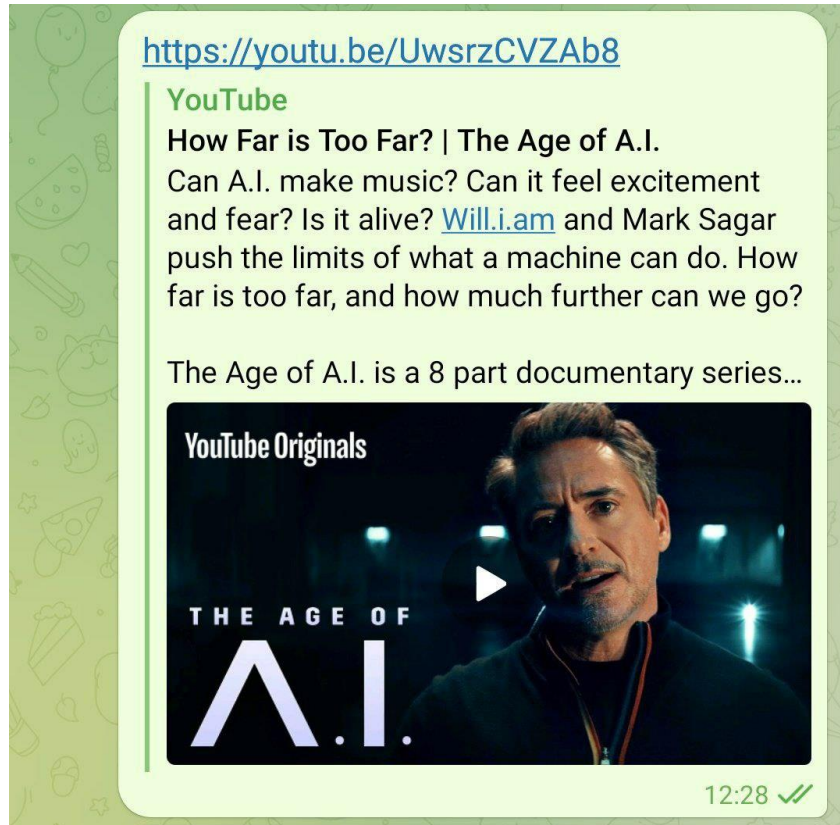 https://youtu.be/UwsrzCVZAb8
YouTube
How Far is Too Far? | The Age of A.I.
Can A.I. make music? Can it feel excitement
and fear? Is it alive? Will.i.am and Mark Sagar
push the limits of what a machine can do. How
far is too far, and how much further can we go?
The Age of A.I. is a 8 part documentary series...
YouTube Originals
THE AGE OF
A.I.
12:28